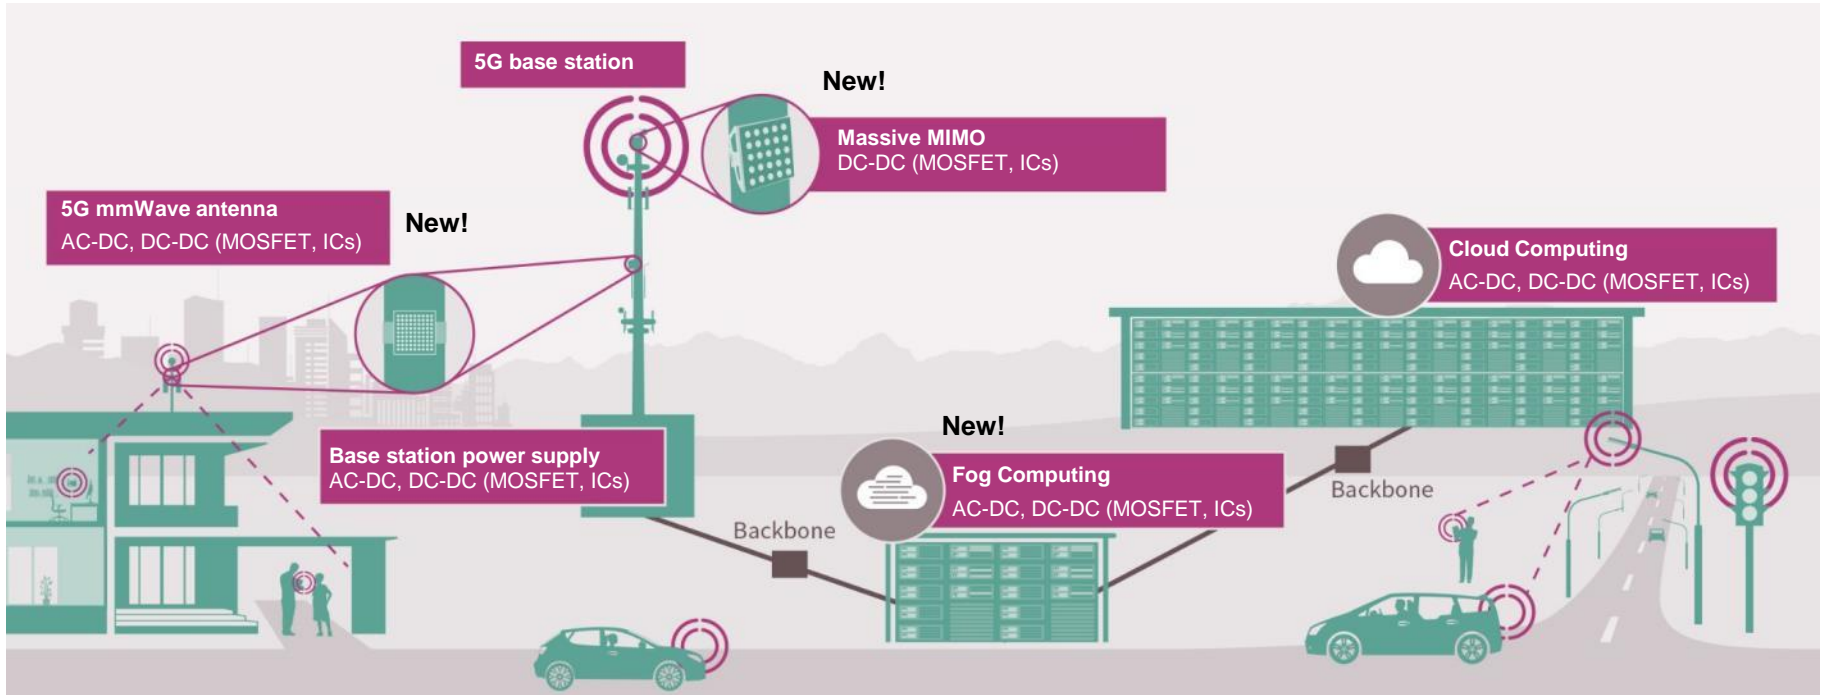 5G base station
New!
Massive MIMO
DC-DC (MOSFET, ICs)
5G mmWave antenna
AC-DC, DC-DC (MOSFET, ICs)
New!
Cloud Computing
AC-DC, DC-DC (MOSFET, ICs)
Base station power supply
AC-DC, DC-DC (MOSFET, ICs)
New!
Fog Computing
AC-DC, DC-DC (MOSFET, ICs)
Backbone
Backbone